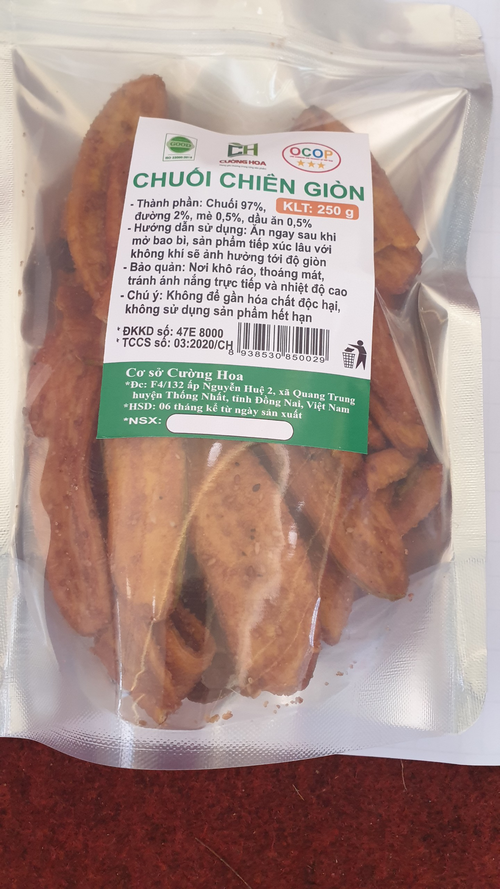 GOOD
CH
CƯỜNG HOA
OCOP
CHUỐI CHIÊN GIÒN
- Thành phần: Chuối 97%, KLT: 250 g
đường 2%, mè 0,5%, dầu ăn 0,5%
- Hướng dẫn sử dụng: Ăn ngay sau khi
mở bao bì, sản phẩm tiếp xúc lâu với
không khí sẽ ảnh hưởng tới độ giòn
- Bảo quản: Nơi khô ráo, thoáng mát,
tránh ánh nắng trực tiếp và nhiệt độ cao
- Chú ý: Không để gần hóa chất độc hại,
không sử dụng sản phẩm hết hạn
* ĐKKD số: 47E 8000
* TCCS số: 03:2020/CH
8 938530 850029
Cơ sở Cường Hoa
*Đc: F4/132 ấp Nguyễn Huệ 2, xã Quang Trung
huyện Thống Nhất, tỉnh Đồng Nai, Việt Nam
*HSD: 06 tháng kể từ ngày sản xuất
*NSX: